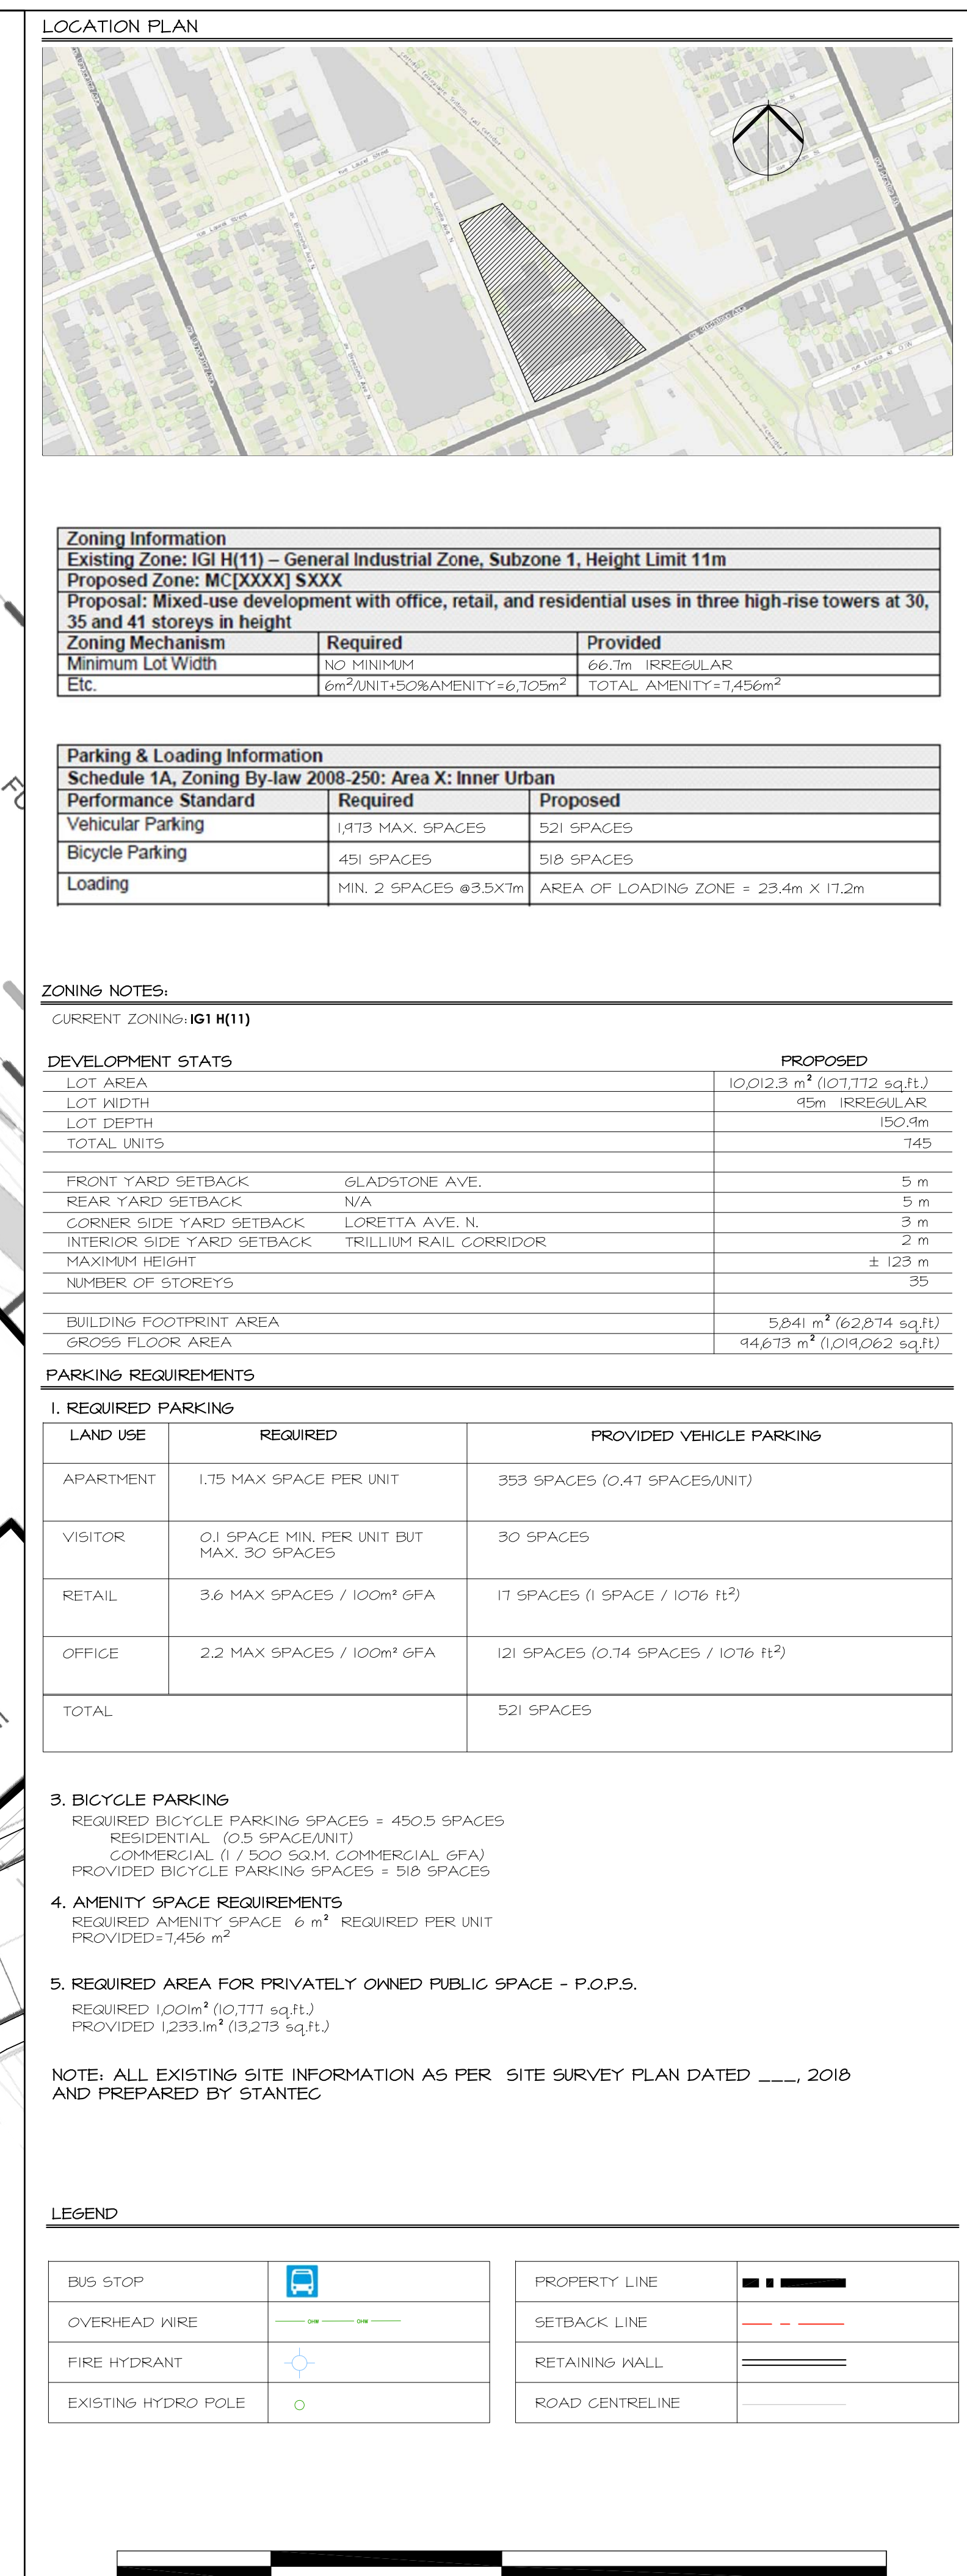 LOCATION PLAN
Zoning Information
Existing Zone: IGI H(11) – General Industrial Zone, Subzone 1, Height Limit 11m
Proposed Zone: MC[XXXX] SXXX
Proposal: Mixed-use development with office, retail, and residential uses in three high-rise towers at 30,
35 and 41 storeys in height
Zoning Mechanism Required Provided
Minimum Lot Width NO MINIMUM 66.7m IRREGULAR
Etc. 6m²/UNIT+50%AMENITY=6,705m² TOTAL AMENITY=7,456m²
Parking & Loading Information
Schedule 1A, Zoning By-law 2008-250: Area X: Inner Urban
Performance Standard Required Proposed
Vehicular Parking 1,973 MAX. SPACES 521 SPACES
Bicycle Parking 451 SPACES 518 SPACES
Loading MIN. 2 SPACES @3.5X7m AREA OF LOADING ZONE = 23.4m X 17.2m
ZONING NOTES:
CURRENT ZONING: IG1 H(11)
DEVELOPMENT STATS PROPOSED
LOT AREA 10,012.3 m² (107,772 sq.ft.)
LOT WIDTH 95m IRREGULAR
LOT DEPTH 150.9m
TOTAL UNITS 745
FRONT YARD SETBACK GLADSTONE AVE. 5 m
REAR YARD SETBACK N/A 5 m
CORNER SIDE YARD SETBACK LORETTA AVE. N. 3 m
INTERIOR SIDE YARD SETBACK TRILLIUM RAIL CORRIDOR 2 m
MAXIMUM HEIGHT ± 123 m
NUMBER OF STOREYS 35
BUILDING FOOTPRINT AREA 5,841 m² (62,874 sq.ft)
GROSS FLOOR AREA 94,673 m² (1,019,062 sq.ft)
PARKING REQUIREMENTS
1. REQUIRED PARKING
LAND USE REQUIRED PROVIDED VEHICLE PARKING
APARTMENT 1.75 MAX SPACE PER UNIT 353 SPACES (0.47 SPACES/UNIT)
VISITOR 0.1 SPACE MIN. PER UNIT BUT 30 SPACES
MAX. 30 SPACES
RETAIL 3.6 MAX SPACES / 100m² GFA 17 SPACES (1 SPACE / 1076 ft²)
OFFICE 2.2 MAX SPACES / 100m² GFA 121 SPACES (0.74 SPACES / 1076 ft²)
TOTAL 521 SPACES
3. BICYCLE PARKING
REQUIRED BICYCLE PARKING SPACES = 450.5 SPACES
RESIDENTIAL (0.5 SPACE/UNIT)
COMMERCIAL (1 / 500 SQ.M. COMMERCIAL GFA)
PROVIDED BICYCLE PARKING SPACES = 518 SPACES
4. AMENITY SPACE REQUIREMENTS
REQUIRED AMENITY SPACE 6 m² REQUIRED PER UNIT
PROVIDED=7,456 m²
5. REQUIRED AREA FOR PRIVATELY OWNED PUBLIC SPACE - P.O.P.S.
REQUIRED 1,001m² (10,777 sq.ft.)
PROVIDED 1,233.1m² (13,273 sq.ft.)
NOTE: ALL EXISTING SITE INFORMATION AS PER SITE SURVEY PLAN DATED ___, 2018
AND PREPARED BY STANTEC
LEGEND
BUS STOP PROPERTY LINE
OVERHEAD WIRE OHW OHW SETBACK LINE
FIRE HYDRANT RETAINING WALL
EXISTING HYDRO POLE ROAD CENTRELINE